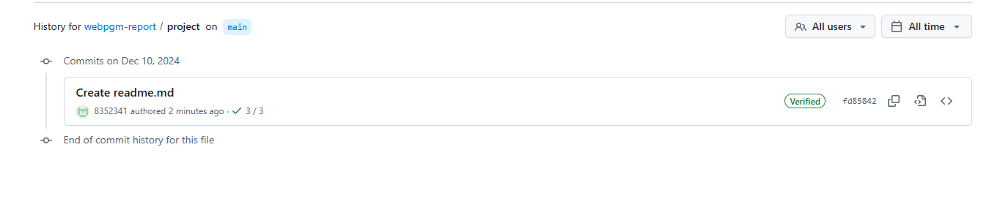 History for webpgm-report / project on main
All users
All time
Commits on Dec 10, 2024
Create readme.md
8352341 authored 2 minutes ago · 3 / 3
Verified
fd85842
End of commit history for this file